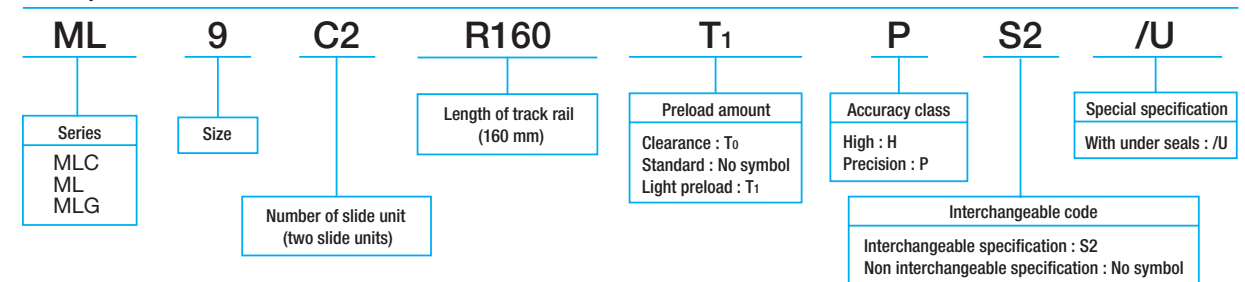 ML 9 C2 R160 T1 P S2 /U
Series
MLC
ML
MLG
Size
Number of slide unit
(two slide units)
Length of track rail
(160 mm)
Preload amount
Clearance : T0
Standard : No symbol
Light preload : T1
Accuracy class
High : H
Precision : P
Interchangeable code
Interchangeable specification : S2
Non interchangeable specification : No symbol
Special specification
With under seals : /U